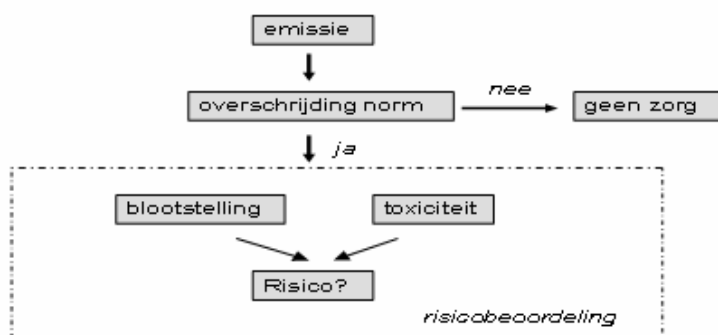 emissie
overschrijding norm
nee
geen zorg
ja
blootstelling
toxiciteit
Risico?
risicobeoordeling